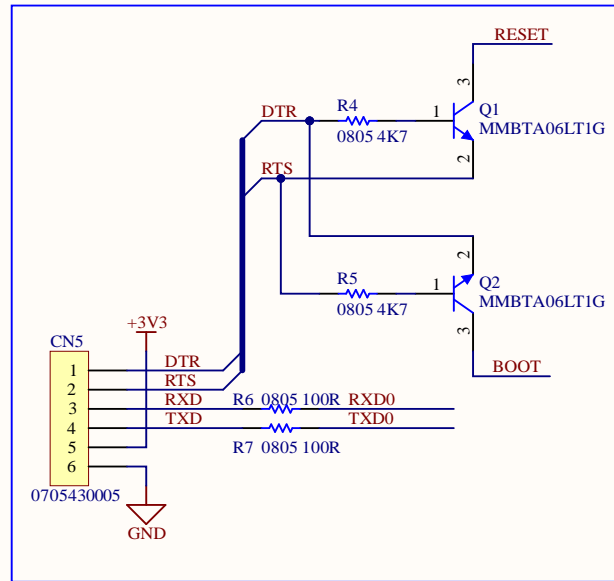 RESET
3
DTR
R4
1
Q1
0805 4K7
MMBTA06LT1G
2
RTS
2
R5
1
Q2
0805 4K7
MMBTA06LT1G
3
+3V3
CN5
BOOT
1
DTR
2
RTS
3
RXD
R6 0805 100R
RXD0
4
TXD
TXD0
5
R7 0805 100R
6
0705430005
GND